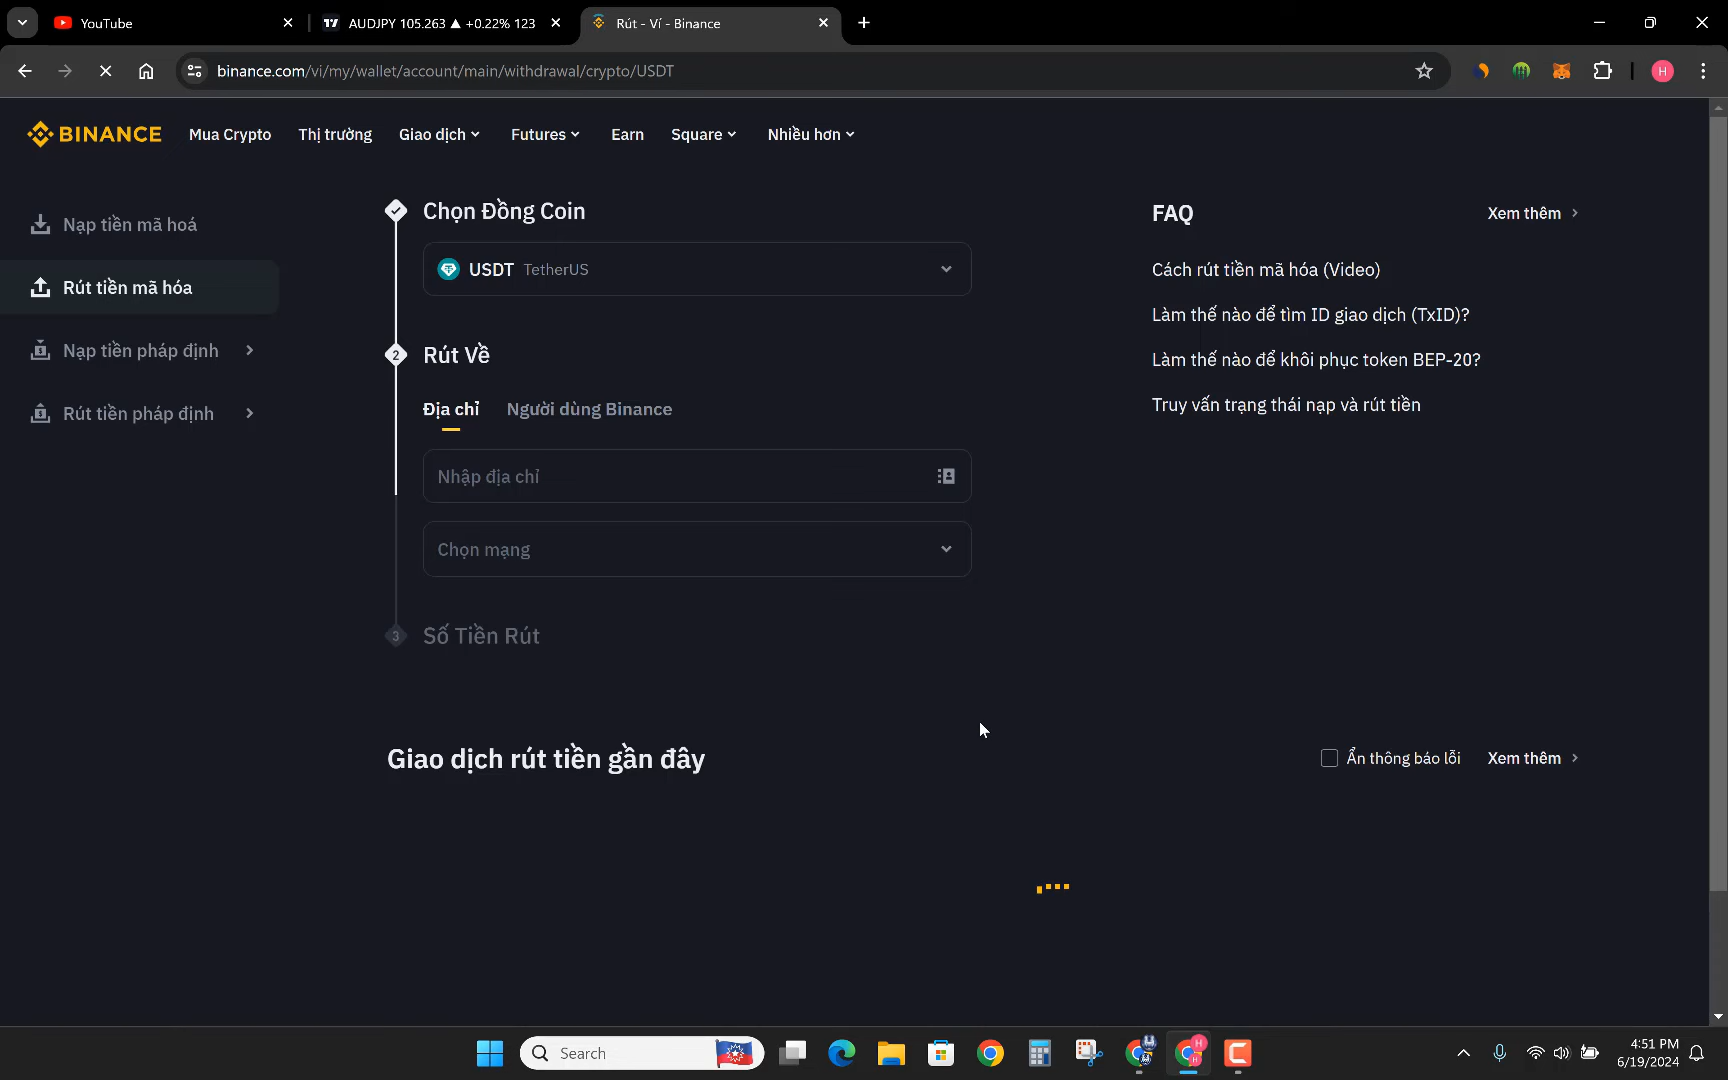 YouTube
AUDJPY 105.263 ▲ +0.22% 123
Rút - Ví - Binance
binance.com/vi/my/wallet/account/main/withdrawal/crypto/USDT
H
BINANCE
Mua Crypto
Thị trường
Giao dịch
Futures
Earn
Square
Nhiều hơn
Nạp tiền mã hoá
Rút tiền mã hóa
Nạp tiền pháp định
Rút tiền pháp định
Chọn Đồng Coin
USDT TetherUS
2
Rút Về
Địa chỉ
Người dùng Binance
Nhập địa chỉ
Chọn mạng
3
Số Tiền Rút
FAQ
Xem thêm
Cách rút tiền mã hóa (Video)
Làm thế nào để tìm ID giao dịch (TxID)?
Làm thế nào để khôi phục token BEP-20?
Truy vấn trạng thái nạp và rút tiền
Giao dịch rút tiền gần đây
Ẩn thông báo lỗi
Xem thêm
Search
4:51 PM
6/19/2024